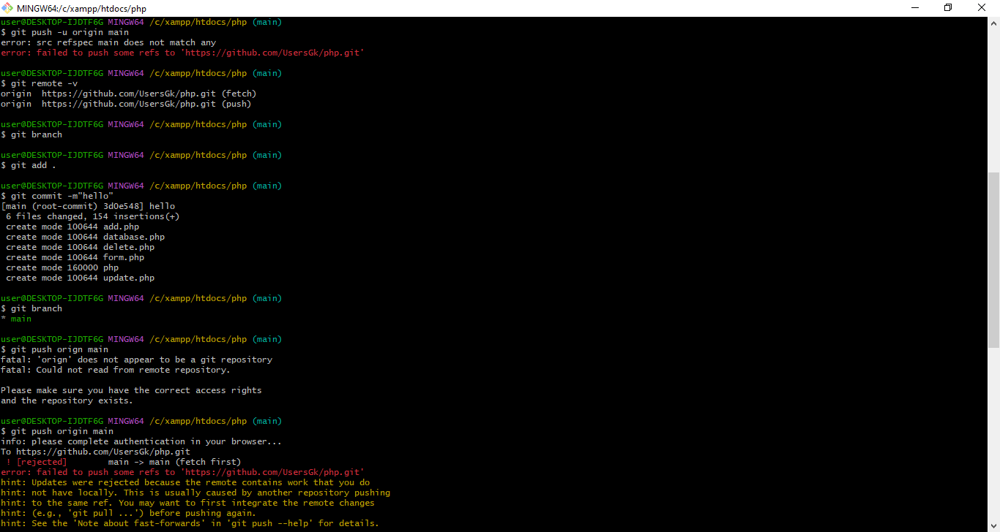 MINGW64:/c/xampp/htdocs/php
user@DESKTOP-IJDTF6G MINGW64 /c/xampp/htdocs/php (main)
$ git push -u origin main
error: src refspec main does not match any
error: failed to push some refs to 'https://github.com/UsersGk/php.git'
user@DESKTOP-IJDTF6G MINGW64 /c/xampp/htdocs/php (main)
$ git remote -v
origin  https://github.com/UsersGk/php.git (fetch)
origin  https://github.com/UsersGk/php.git (push)
user@DESKTOP-IJDTF6G MINGW64 /c/xampp/htdocs/php (main)
$ git branch
user@DESKTOP-IJDTF6G MINGW64 /c/xampp/htdocs/php (main)
$ git add .
user@DESKTOP-IJDTF6G MINGW64 /c/xampp/htdocs/php (main)
$ git commit -m"hello"
[main (root-commit) 3d0e548] hello
 6 files changed, 154 insertions(+)
 create mode 100644 add.php
 create mode 100644 database.php
 create mode 100644 delete.php
 create mode 100644 form.php
 create mode 160000 php
 create mode 100644 update.php
user@DESKTOP-IJDTF6G MINGW64 /c/xampp/htdocs/php (main)
$ git branch
* main
user@DESKTOP-IJDTF6G MINGW64 /c/xampp/htdocs/php (main)
$ git push orign main
fatal: 'orign' does not appear to be a git repository
fatal: Could not read from remote repository.
Please make sure you have the correct access rights
and the repository exists.
user@DESKTOP-IJDTF6G MINGW64 /c/xampp/htdocs/php (main)
$ git push origin main
info: please complete authentication in your browser...
To https://github.com/UsersGk/php.git
 ! [rejected]        main -> main (fetch first)
error: failed to push some refs to 'https://github.com/UsersGk/php.git'
hint: Updates were rejected because the remote contains work that you do
hint: not have locally. This is usually caused by another repository pushing
hint: to the same ref. You may want to first integrate the remote changes
hint: (e.g., 'git pull ...') before pushing again.
hint: See the 'Note about fast-forwards' in 'git push --help' for details.